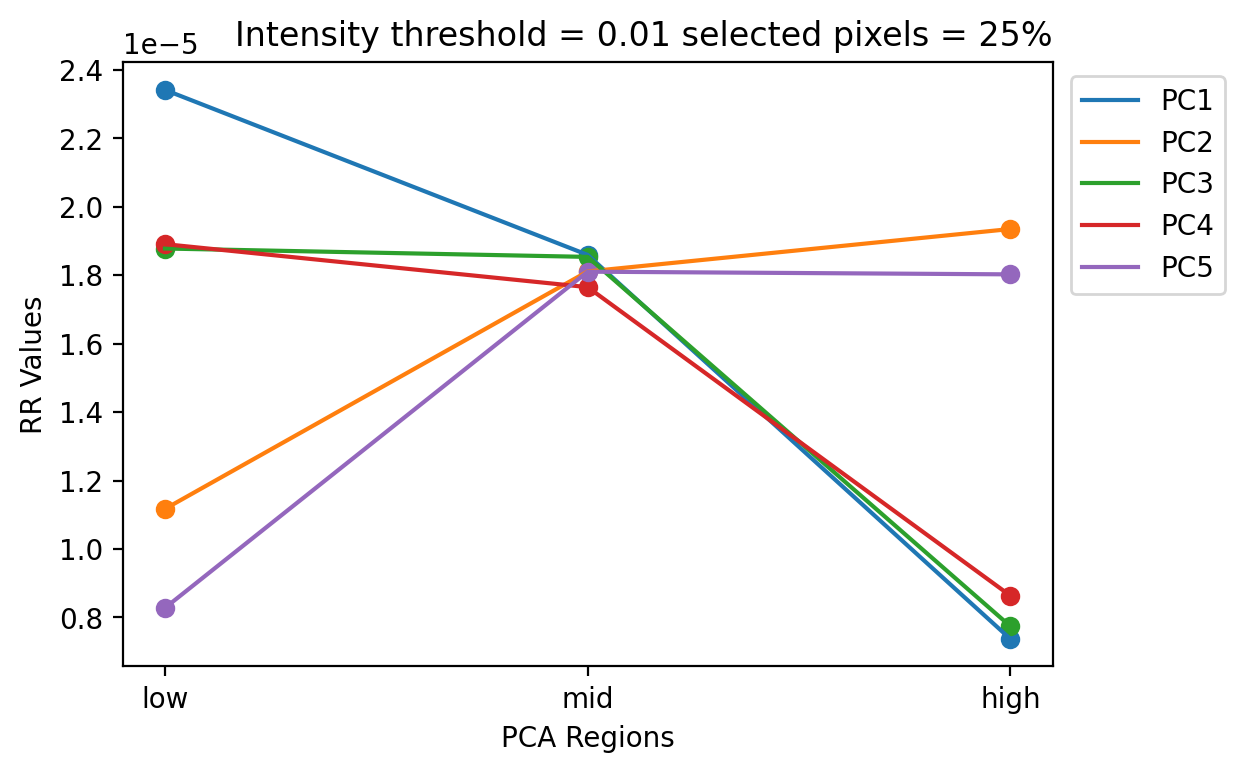 1e−5 Intensity threshold = 0.01 selected pixels = 25%
2.4
2.2
2.0
1.8
1.6
1.4
1.2
1.0
0.8
RR Values
low mid high
PCA Regions
PC1
PC2
PC3
PC4
PC5